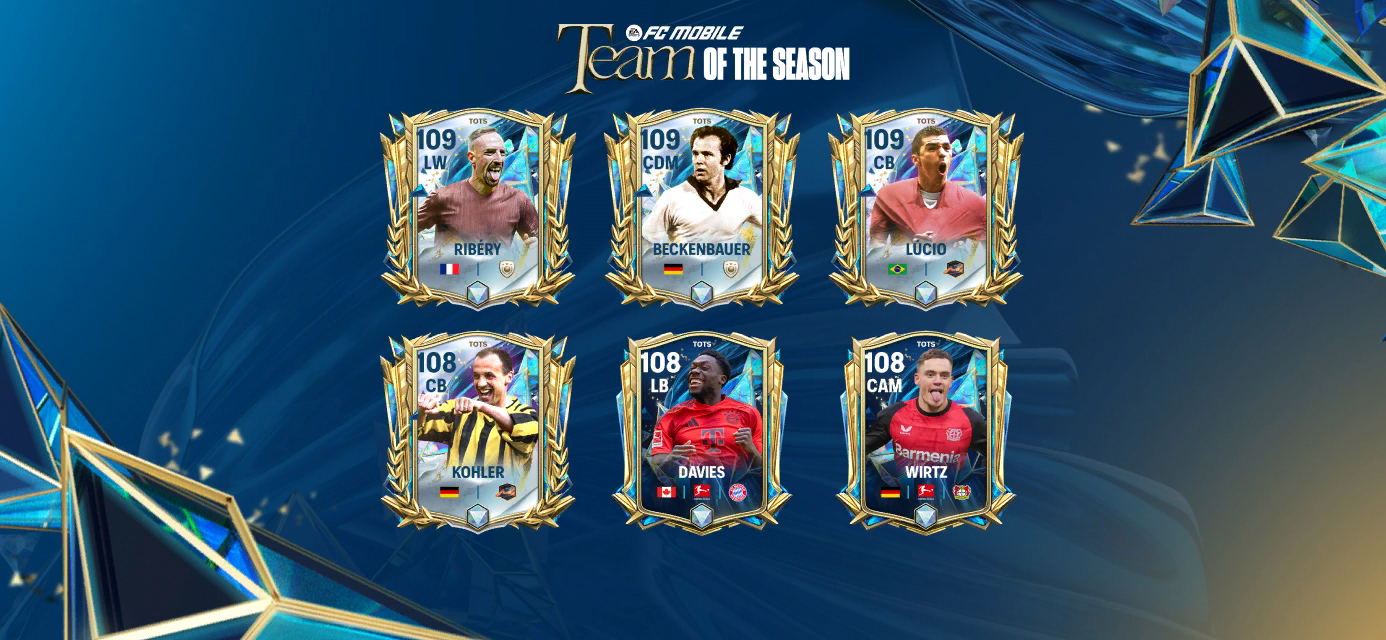 FC MOBILE
Team OF THE SEASON
TOTS
109
LW
RIBÉRY
TOTS
109
CDM
BECKENBAUER
TOTS
109
CB
LÚCIO
TOTS
108
CB
KOHLER
TOTS
108
LB
DAVIES
TOTS
108
CAM
Barmenia
WIRTZ